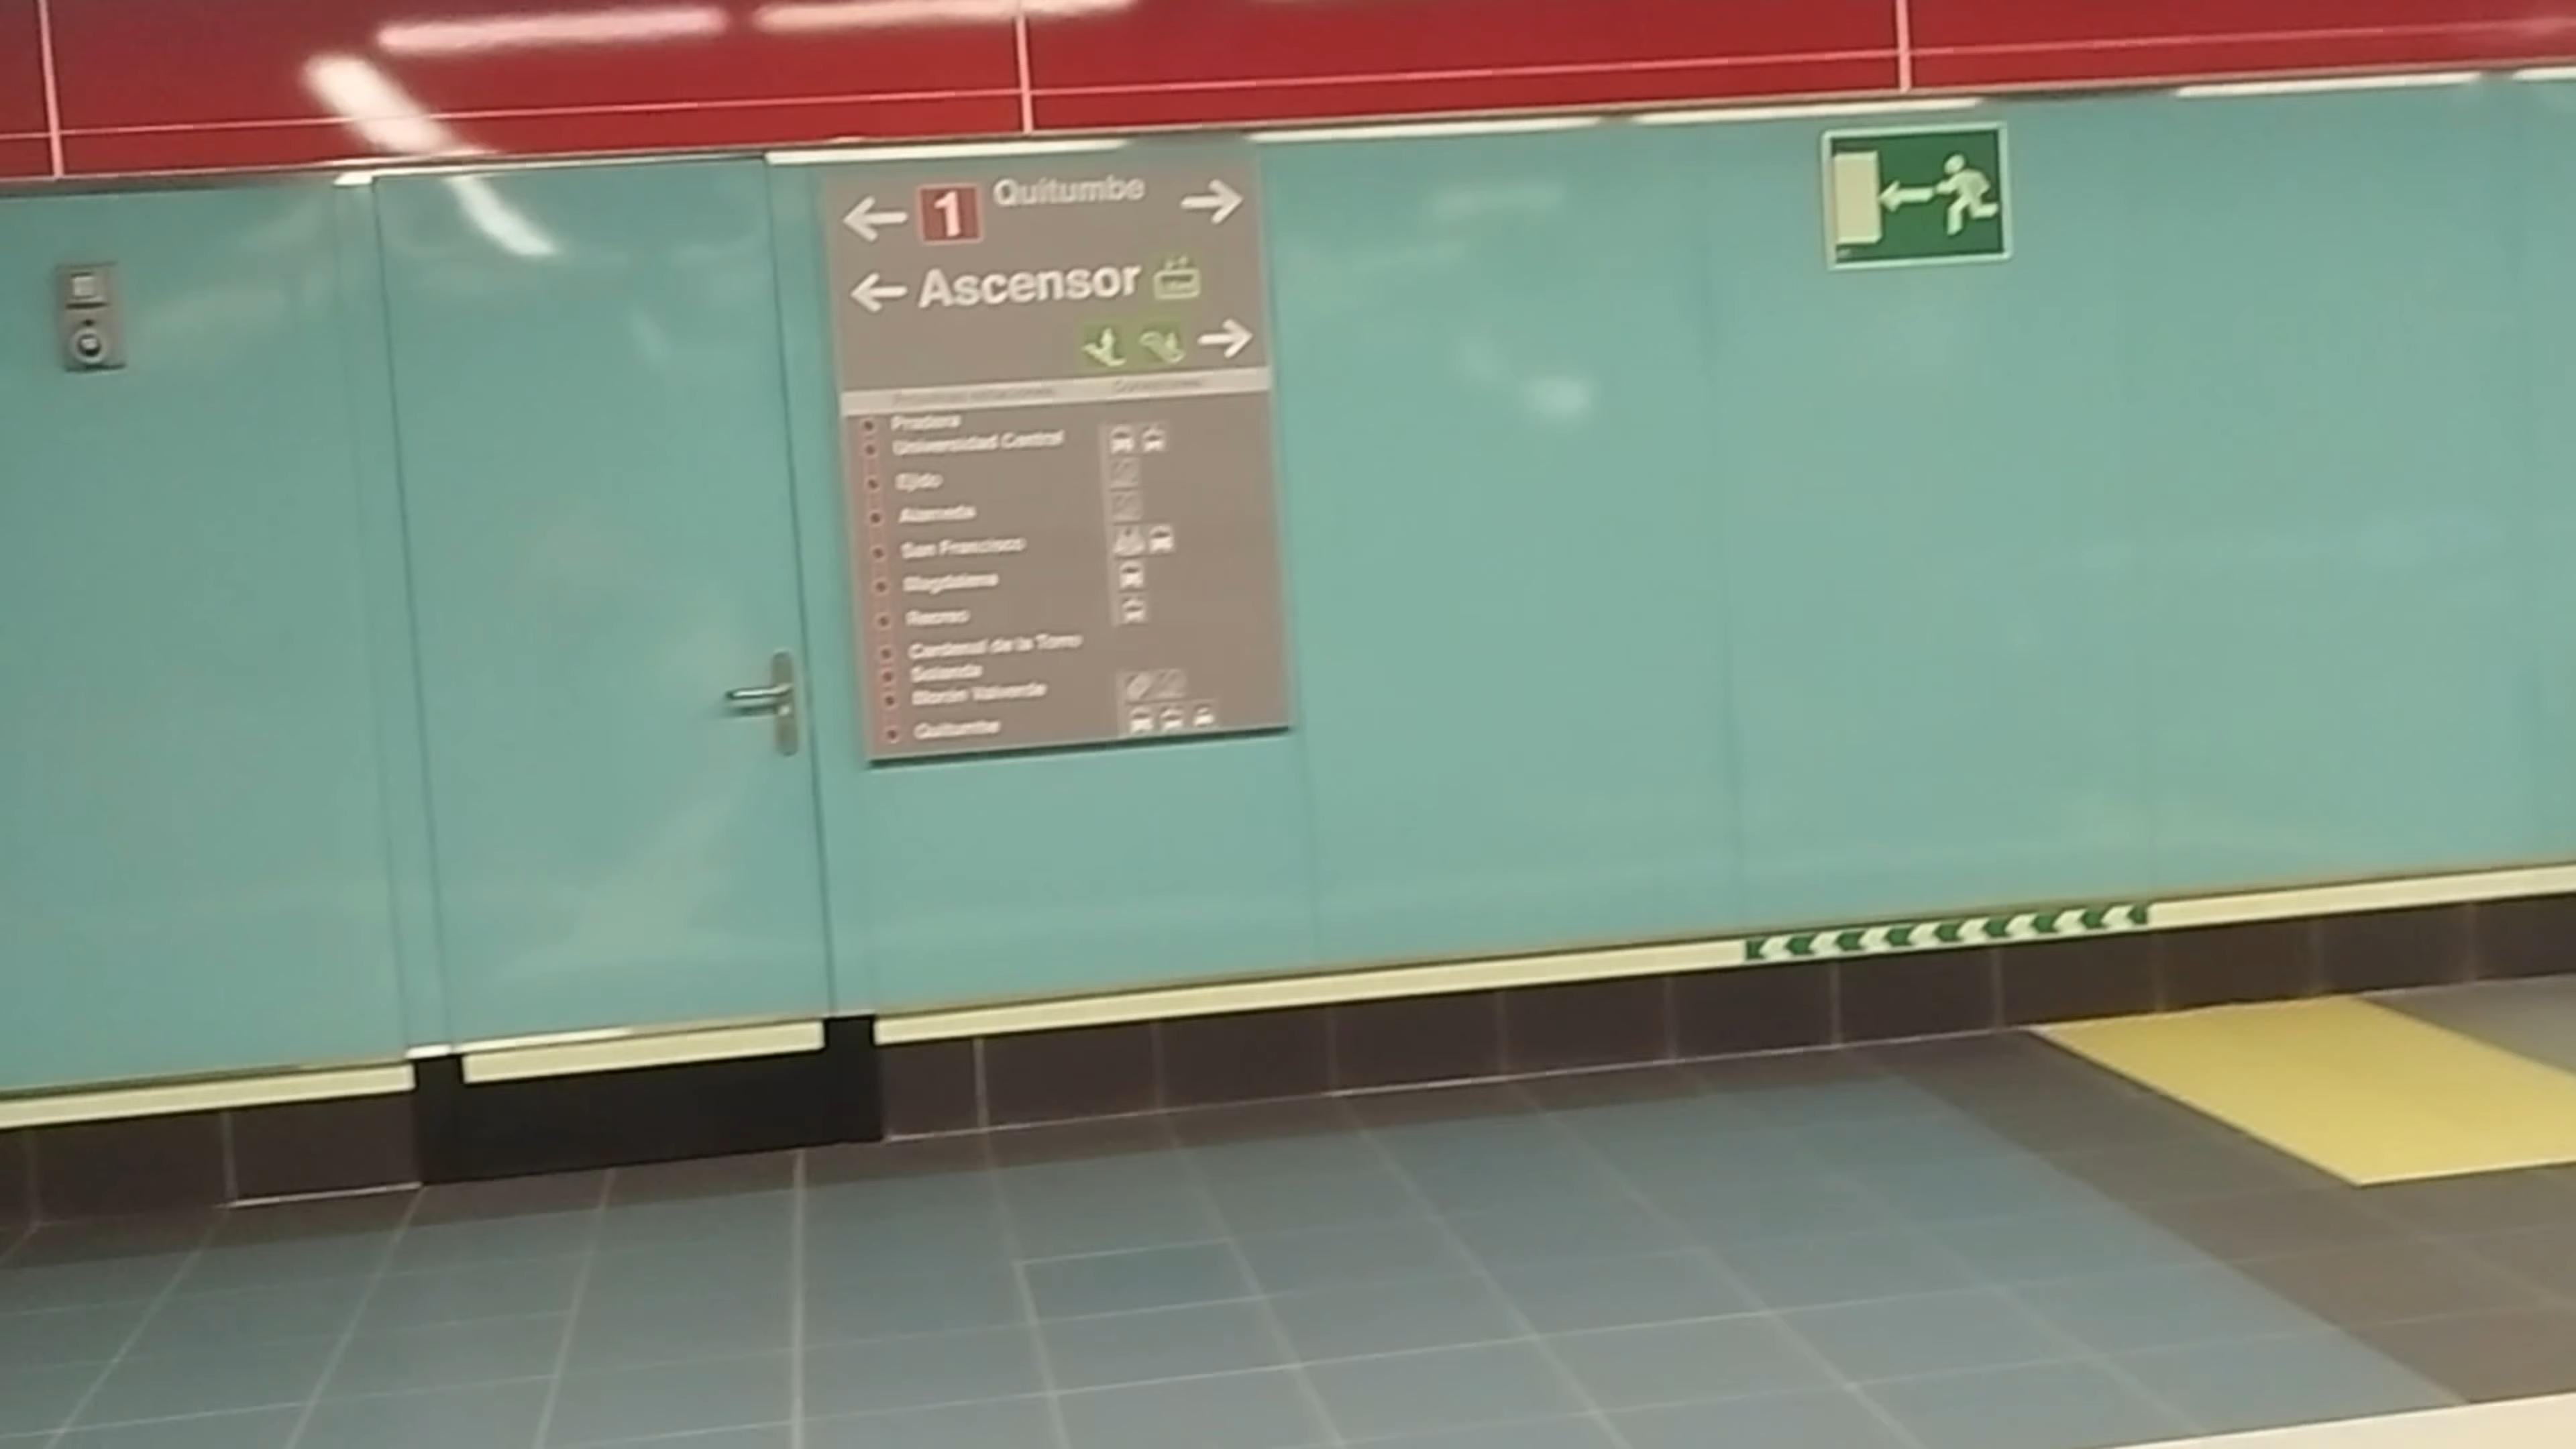 1 Quitumbe
Ascensor
Pradera
Universidad Central
Ejido
Alameda
San Francisco
Magdalena
Recreo
Cardenal de la Torre
Solanda
Morán Valverde
Quitumbe